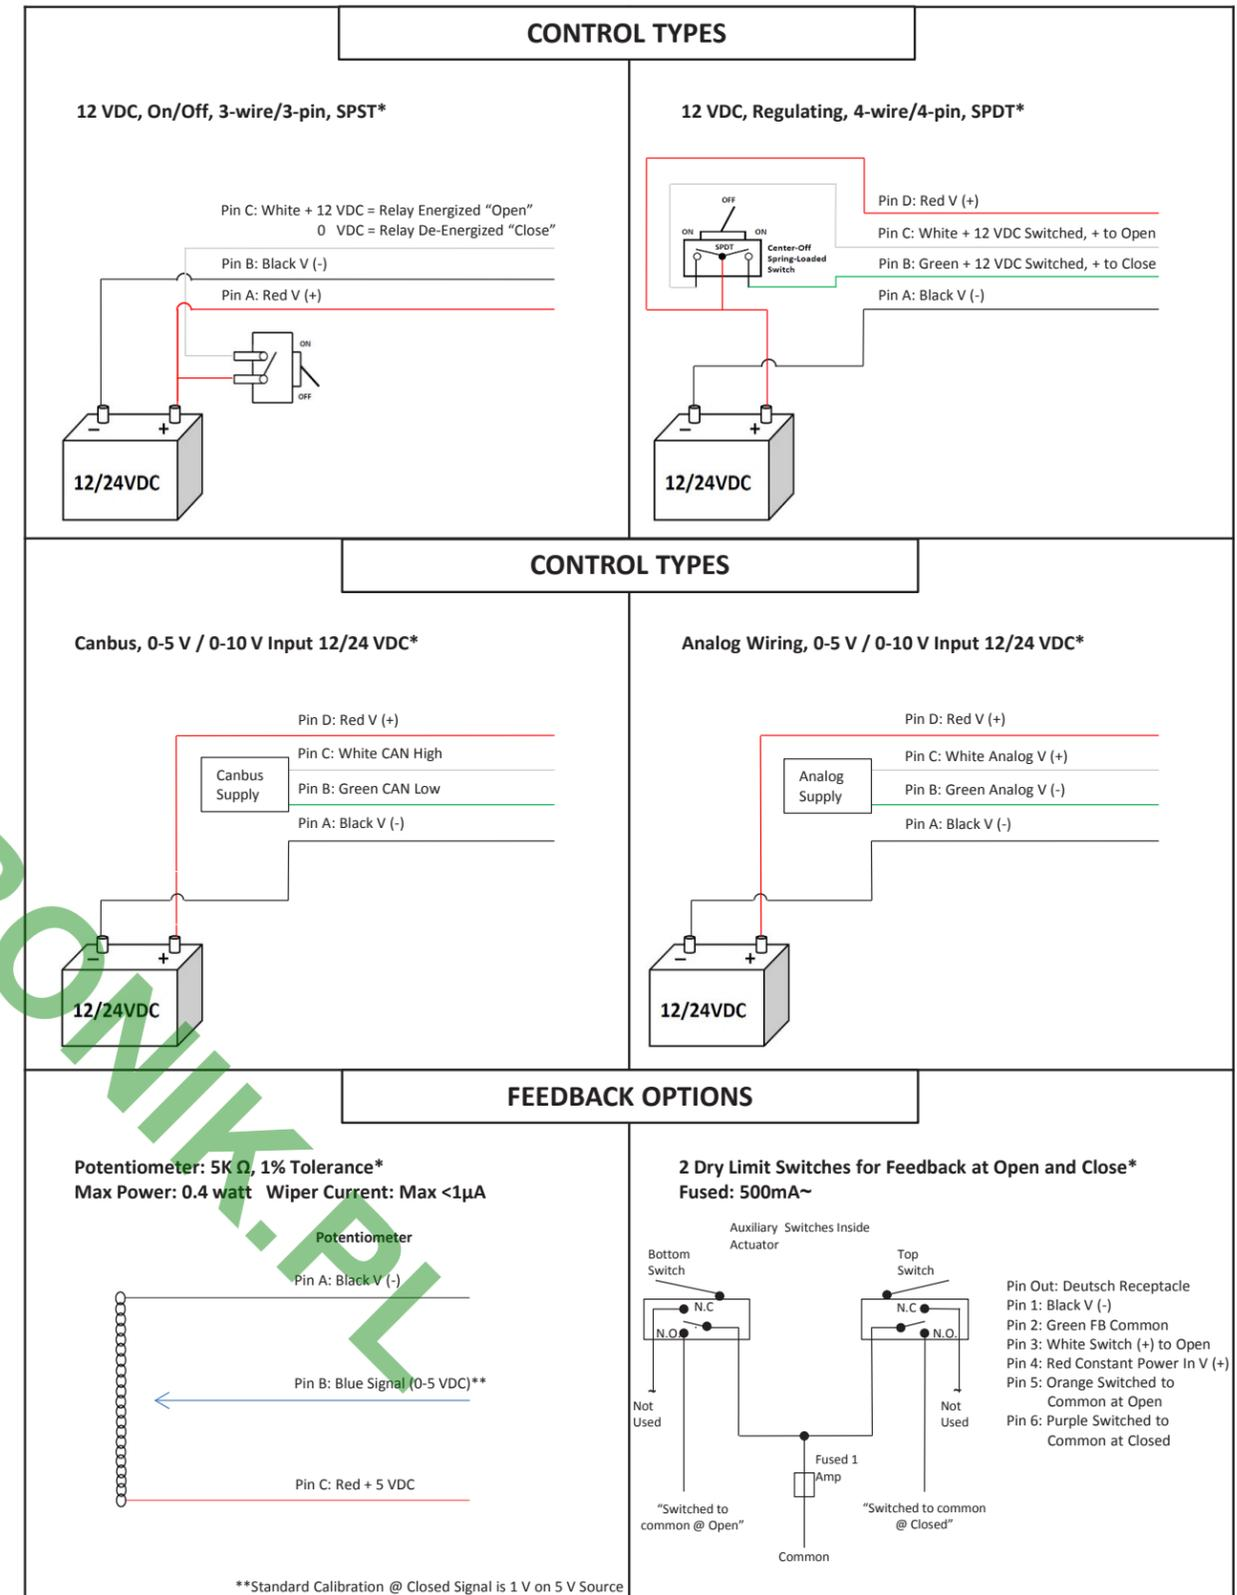 CONTROL TYPES
12 VDC, On/Off, 3-wire/3-pin, SPST*
Pin C: White + 12 VDC = Relay Energized “Open”
0 VDC = Relay De-Energized “Close”
Pin B: Black V (-)
Pin A: Red V (+)
ON
OFF
– +
12/24VDC
12 VDC, Regulating, 4-wire/4-pin, SPDT*
OFF
ON ON
SPDT
Center-Off
Spring-Loaded
Switch
Pin D: Red V (+)
Pin C: White + 12 VDC Switched, + to Open
Pin B: Green + 12 VDC Switched, + to Close
Pin A: Black V (-)
– +
12/24VDC
CONTROL TYPES
Canbus, 0-5 V / 0-10 V Input 12/24 VDC*
Pin D: Red V (+)
Canbus
Supply
Pin C: White CAN High
Pin B: Green CAN Low
Pin A: Black V (-)
– +
12/24VDC
Analog Wiring, 0-5 V / 0-10 V Input 12/24 VDC*
Pin D: Red V (+)
Analog
Supply
Pin C: White Analog V (+)
Pin B: Green Analog V (-)
Pin A: Black V (-)
– +
12/24VDC
FEEDBACK OPTIONS
Potentiometer: 5K Ω, 1% Tolerance*
Max Power: 0.4 watt Wiper Current: Max <1µA
Potentiometer
Pin A: Black V (-)
Pin B: Blue Signal (0-5 VDC)**
Pin C: Red + 5 VDC
**Standard Calibration @ Closed Signal is 1 V on 5 V Source
2 Dry Limit Switches for Feedback at Open and Close*
Fused: 500mA~
Auxiliary Switches Inside
Actuator
Bottom
Switch
N.C
N.O.
Not
Used
Top
Switch
N.C
N.O.
Not
Used
Fused 1
Amp
“Switched to
common @ Open”
“Switched to common
@ Closed”
Common
Pin Out: Deutsch Receptacle
Pin 1: Black V (-)
Pin 2: Green FB Common
Pin 3: White Switch (+) to Open
Pin 4: Red Constant Power In V (+)
Pin 5: Orange Switched to
Common at Open
Pin 6: Purple Switched to
Common at Closed
RONIK.PL